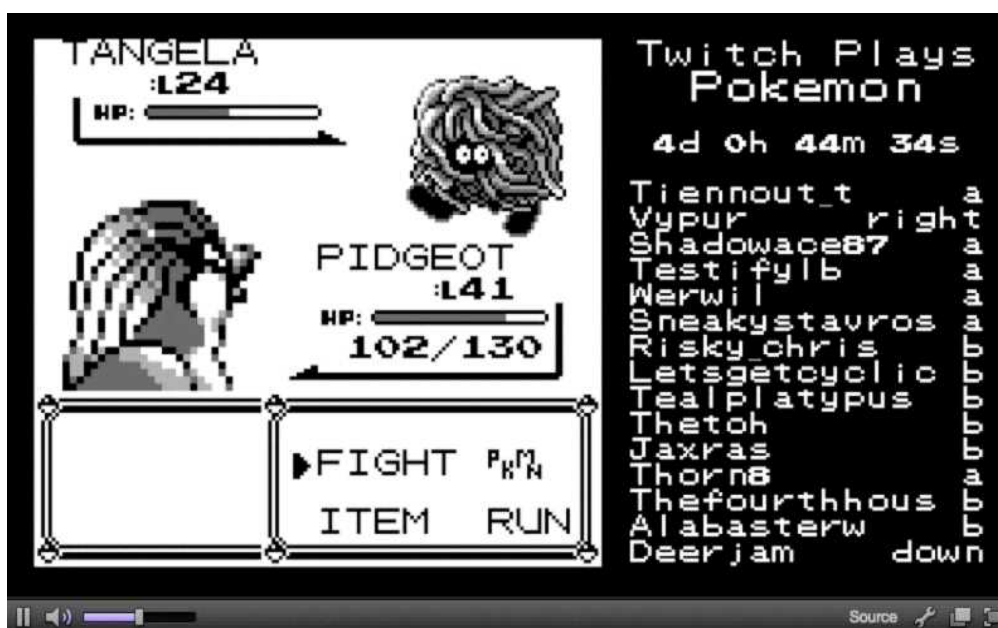 TANGELA
:L24
HP:
PIDGEOT
:L41
HP:
102/130
FIGHT PKMN
ITEM RUN
Twitch Plays
Pokemon
4d 0h 44m 34s
Tiennout_t a
Vypur right
Shadowace87 a
Testifylb a
Werwil a
Sneakystavros a
Risky_chris b
Letsgetcyclic b
Tealplatypus b
Thetoh b
Jaxras b
Thorn8 a
Thefourthhous b
Alabasterw b
Deerjam down
Source